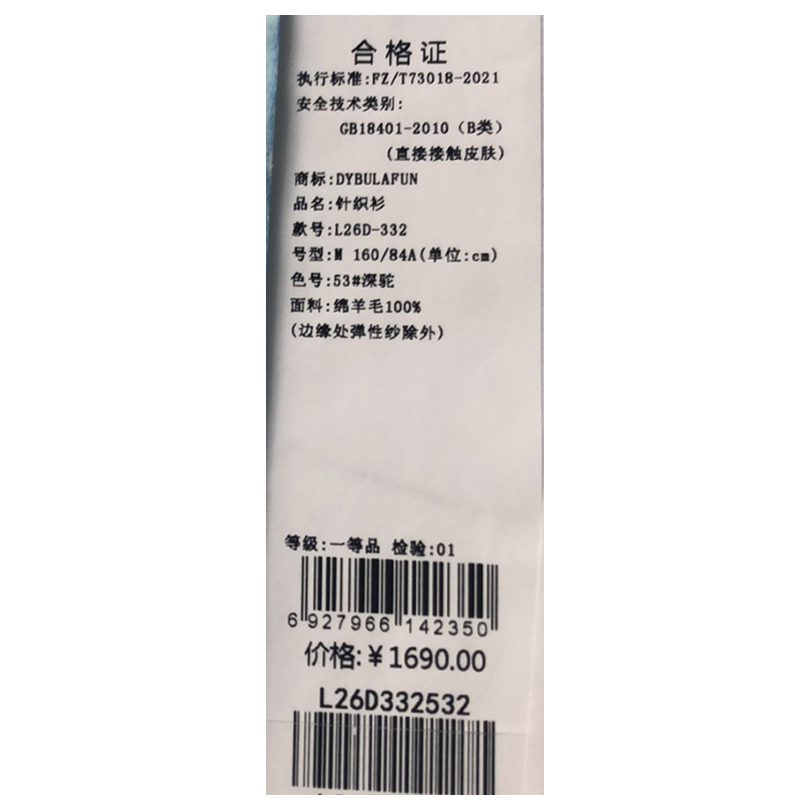 合格证
执行标准:FZ/T73018-2021
安全技术类别:
GB18401-2010（B类）
(直接接触皮肤)
商标:DYBULAFUN
品名:针织衫
款号:L26D-332
号型:M 160/84A(单位:cm)
色号:53#深驼
面料:绵羊毛100%
(边缘处弹性纱除外)
等级:一等品 检验:01
6 927966 142350
价格:￥1690.00
L26D332532